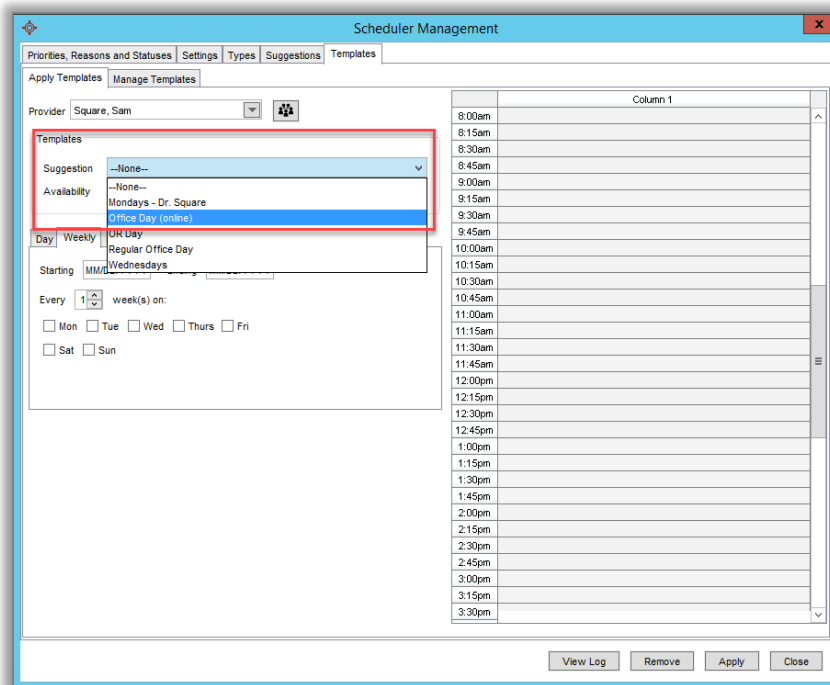 Scheduler Management
x
Priorities, Reasons and Statuses Settings Types Suggestions Templates
Apply Templates Manage Templates
Provider Square, Sam
Templates
Suggestion --None--
Availability
--None--
Mondays - Dr. Square
Office Day (online)
OR Day
Regular Office Day
Wednesdays
Day Weekly
Starting
Every 1 week(s) on:
Mon Tue Wed Thurs Fri
Sat Sun
Column 1
8:00am
8:15am
8:30am
8:45am
9:00am
9:15am
9:30am
9:45am
10:00am
10:15am
10:30am
10:45am
11:00am
11:15am
11:30am
11:45am
12:00pm
12:15pm
12:30pm
12:45pm
1:00pm
1:15pm
1:30pm
1:45pm
2:00pm
2:15pm
2:30pm
2:45pm
3:00pm
3:15pm
3:30pm
View Log Remove Apply Close